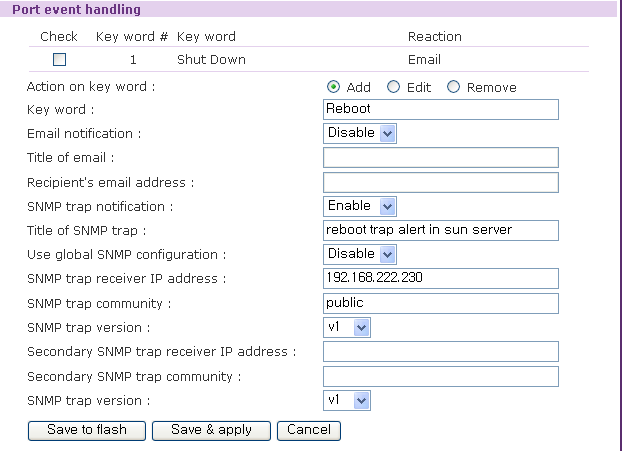 Port event handling
Check Key word # Key word Reaction
1 Shut Down Email
Action on key word : Add Edit Remove
Key word : Reboot
Email notification : Disable
Title of email :
Recipient's email address :
SNMP trap notification : Enable
Title of SNMP trap : reboot trap alert in sun server
Use global SNMP configuration : Disable
SNMP trap receiver IP address : 192.168.222.230
SNMP trap community : public
SNMP trap version : v1
Secondary SNMP trap receiver IP address :
Secondary SNMP trap community :
SNMP trap version : v1
Save to flash Save & apply Cancel